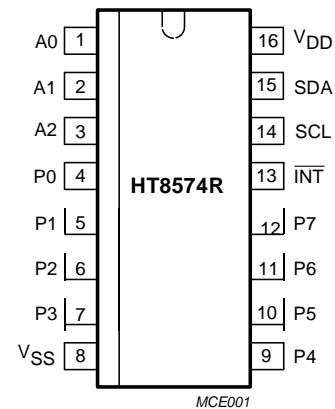 A0 1 16 VDD
A1 2 15 SDA
A2 3 14 SCL
P0 4 13 INT
HT8574R
P1 5 12 P7
P2 6 11 P6
P3 7 10 P5
VSS 8 9 P4
MCE001